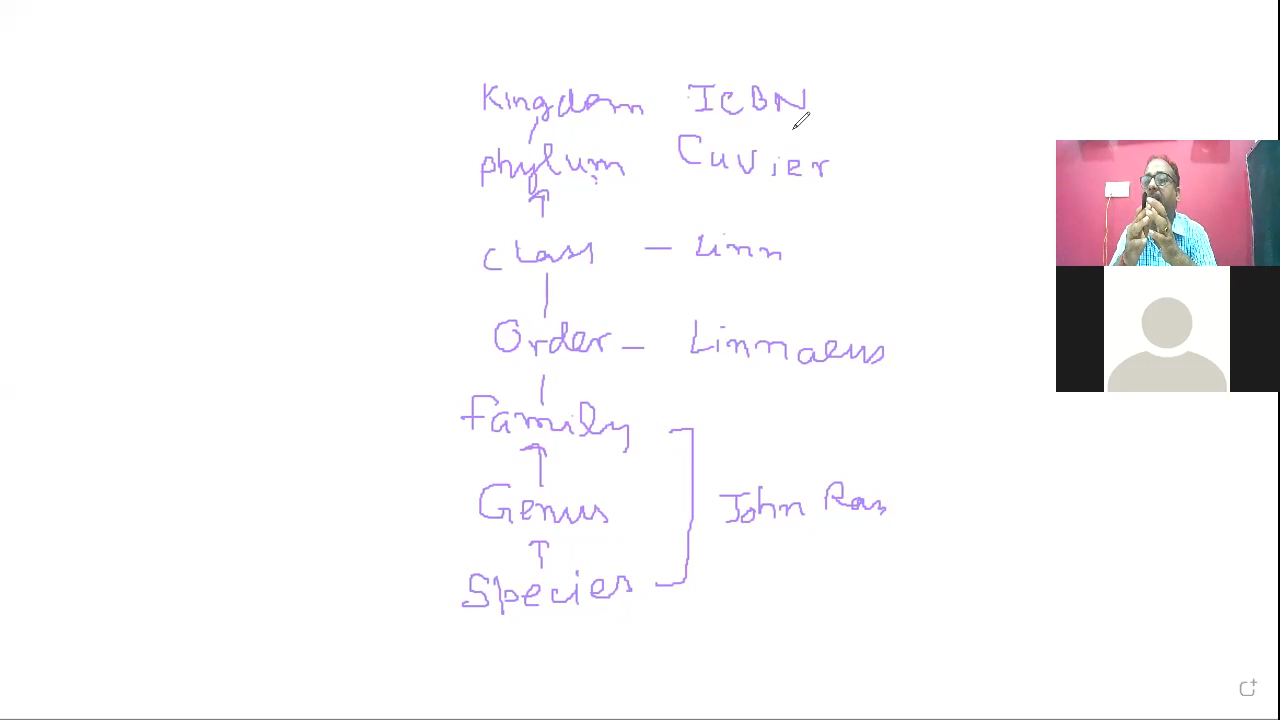 Kingdom ICBN
phylum Cuvier
class - Linn
Order - Linnaeus
Family
Genus John Ray
Species